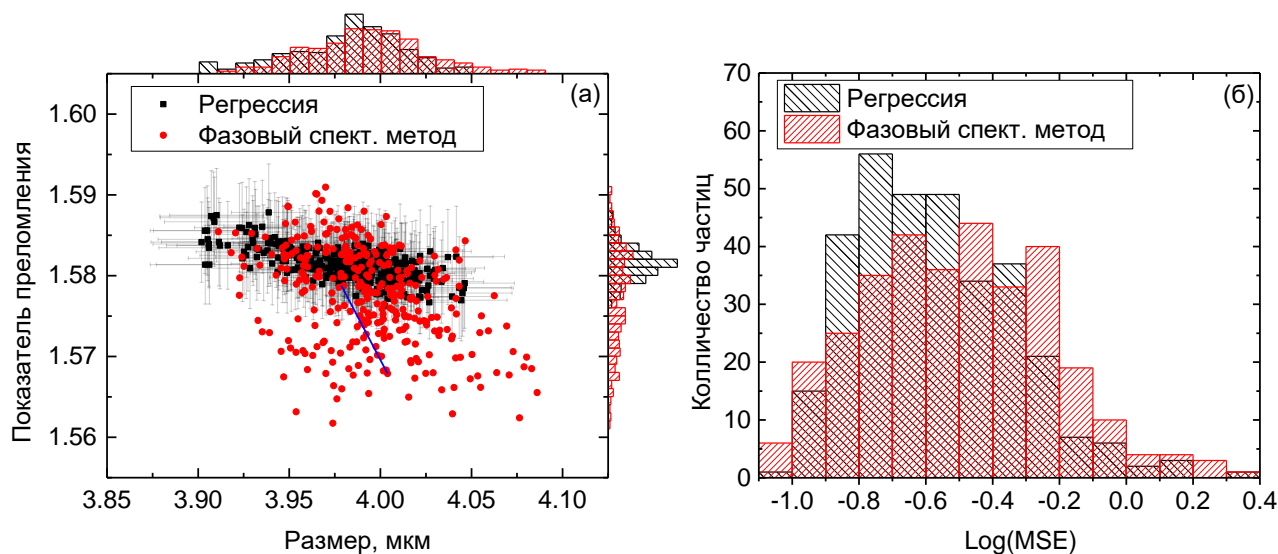 (а)
Регрессия
Фазовый спект. метод
1.60
1.59
1.58
1.57
1.56
Показатель преломления
3.85 3.90 3.95 4.00 4.05 4.10
Размер, мкм
(б)
Регрессия
Фазовый спект. метод
70
60
50
40
30
20
10
0
Колличество частиц
-1.0 -0.8 -0.6 -0.4 -0.2 0.0 0.2 0.4
Log(MSE)